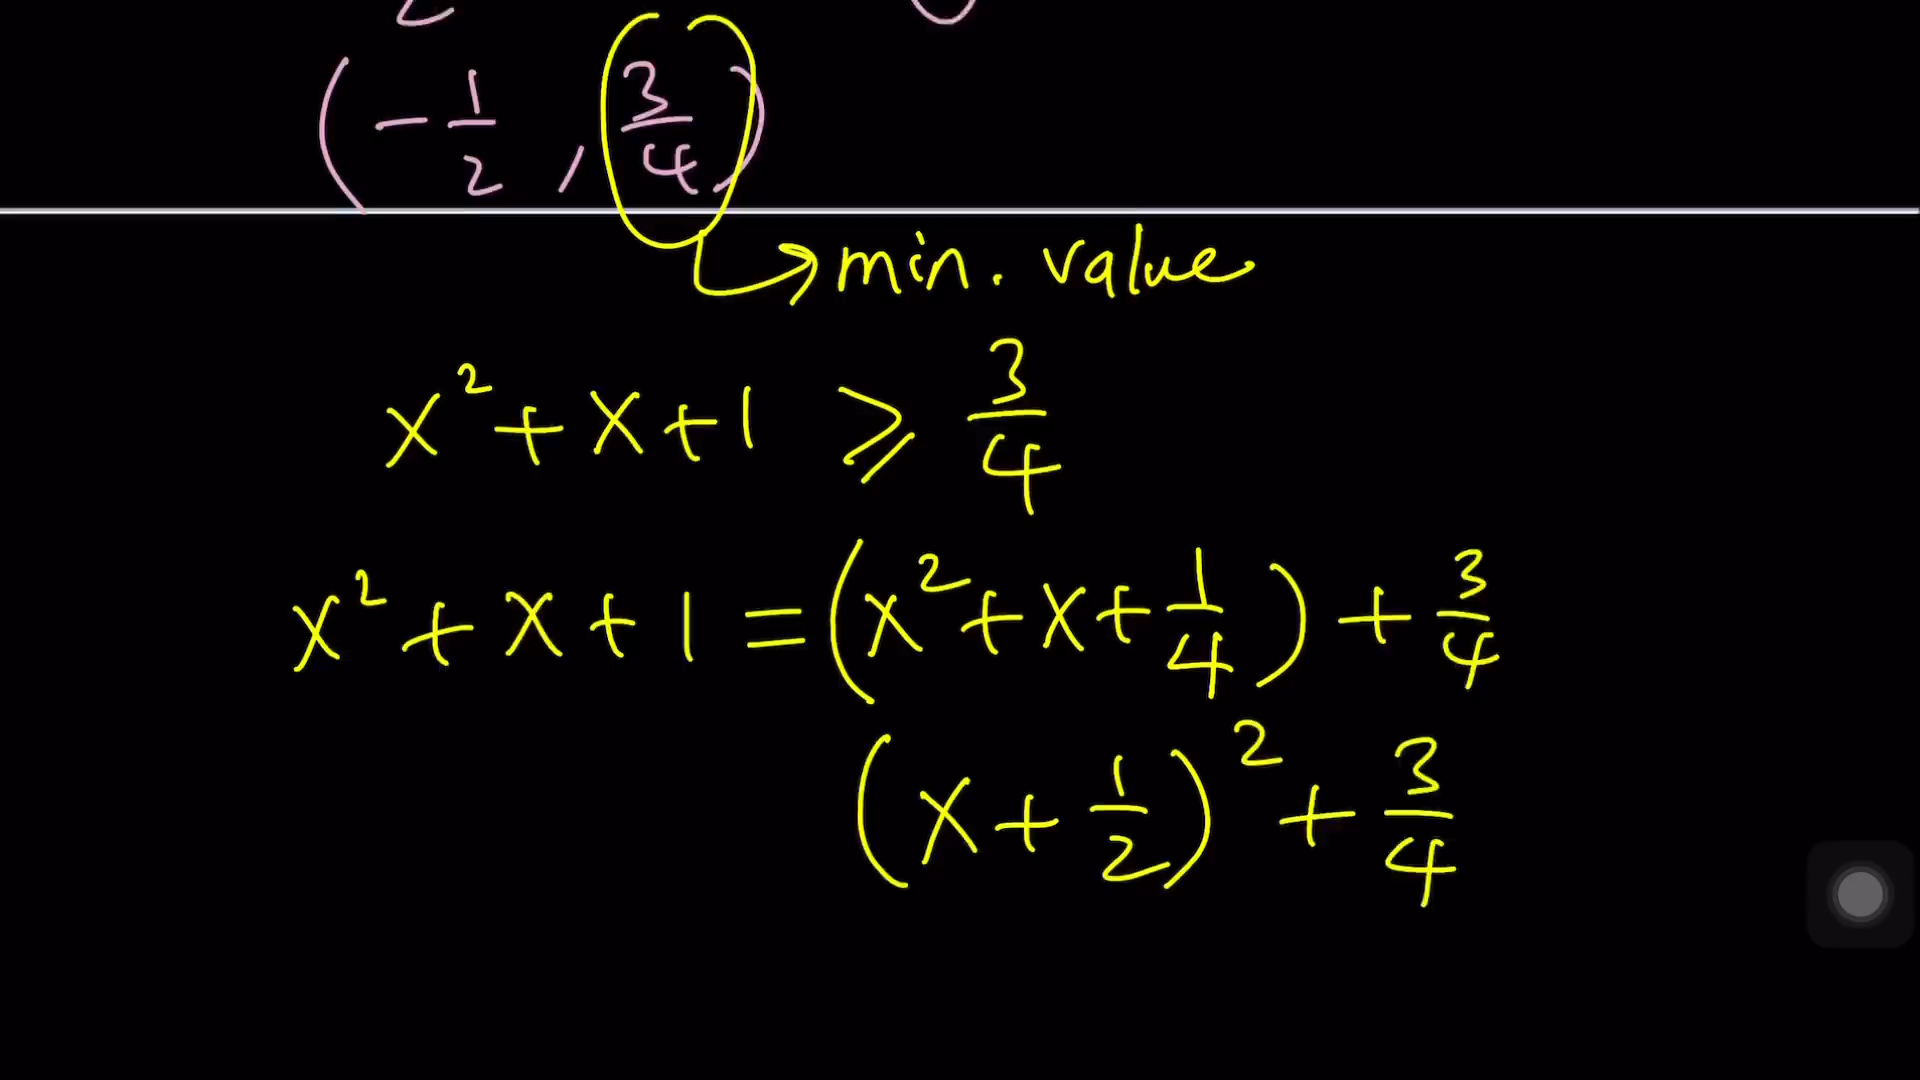 (-1/2, 3/4)
min. value
x² + x + 1 ⩾ 3/4
x² + x + 1 = (x² + x + 1/4) + 3/4
(x + 1/2)² + 3/4